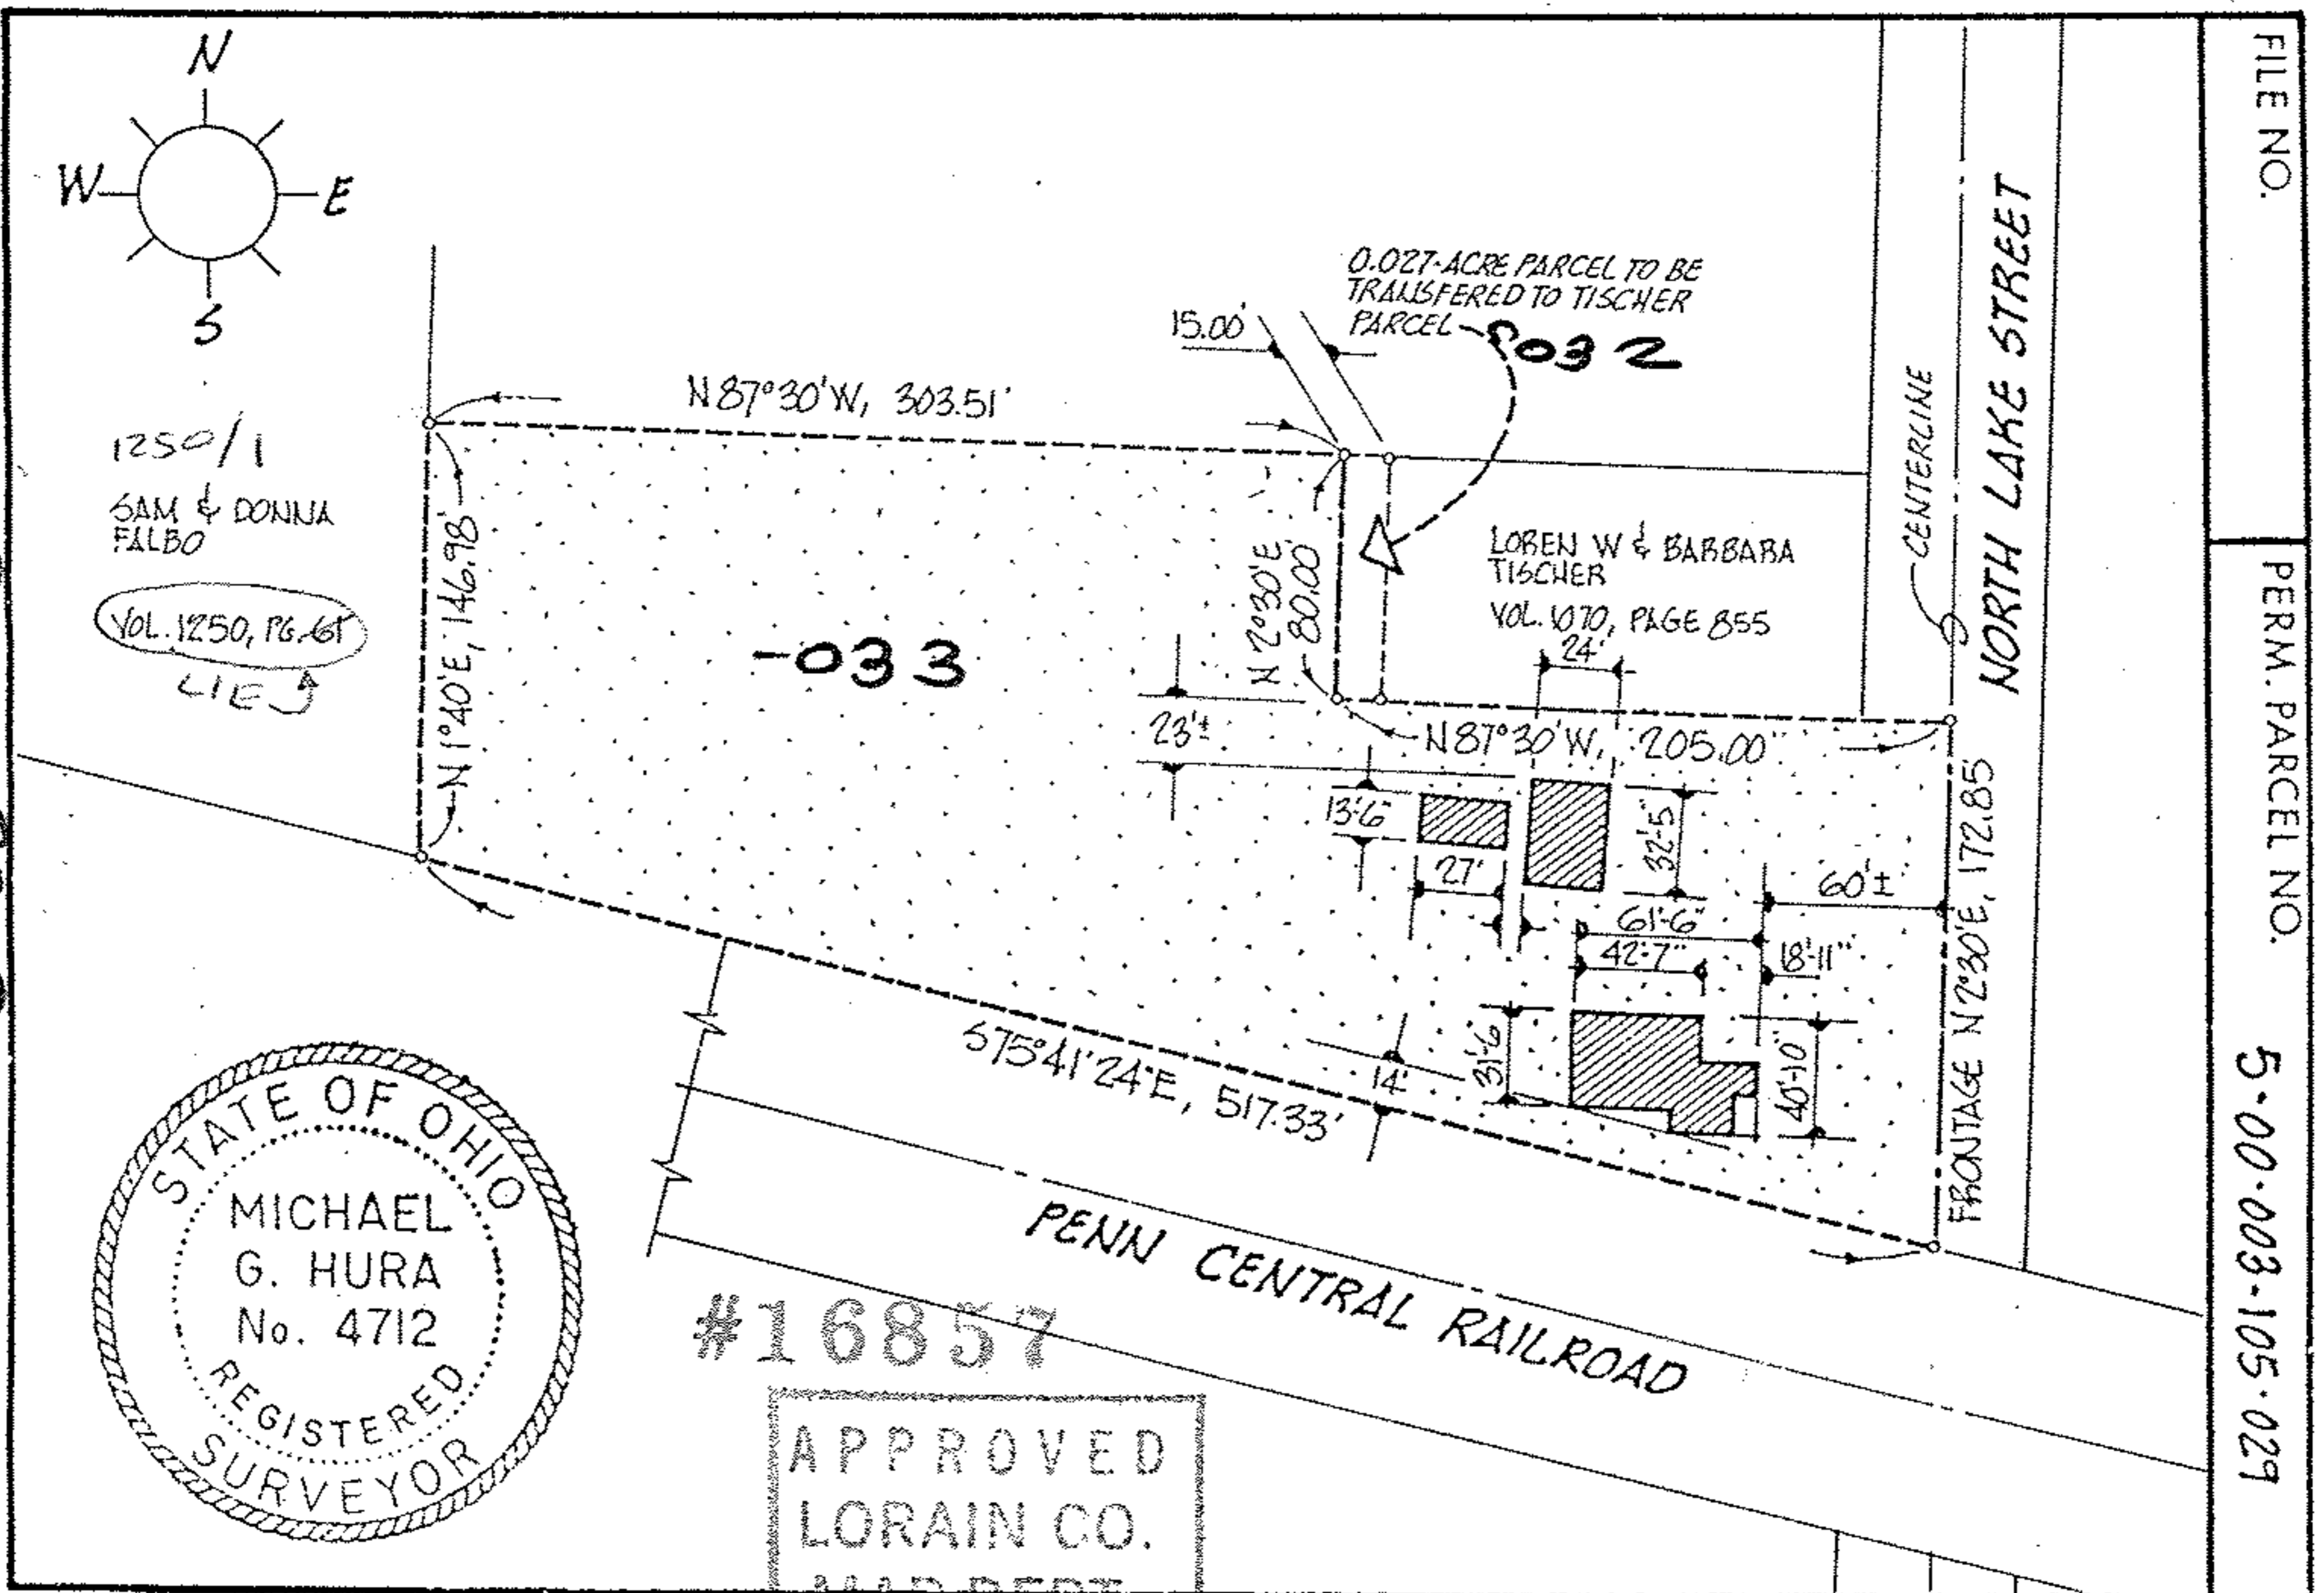 FILE NO.
PERM. PARCEL NO. 5-00-003-105-029
N
W
E
S
1250/1
SAM & DONNA
FALBO
VOL. 1250, PG. 61
N 87°30'W, 303.51'
15.00'
0.027-ACRE PARCEL TO BE
TRANSFERED TO TISCHER
PARCEL
032
N 1°40'E, 146.98'
-033
N 2°30'E
80.00'
LOREN W & BARBARA
TISCHER
VOL. 1070, PAGE 855
24'
CENTERLINE
NORTH LAKE STREET
23'±
N 87°30'W, 205.00'
13'-6"
27'
32'-5"
60'±
61'-6"
42'-7"
18'-11"
31'-6"
40'-10"
14'
FRONTAGE N 2°30'E, 172.85'
S75°41'24"E, 517.33'
PENN CENTRAL RAILROAD
STATE OF OHIO
MICHAEL
G. HURA
No. 4712
REGISTERED
SURVEYOR
#16857
APPROVED
LORAIN CO.
MAP DEPT